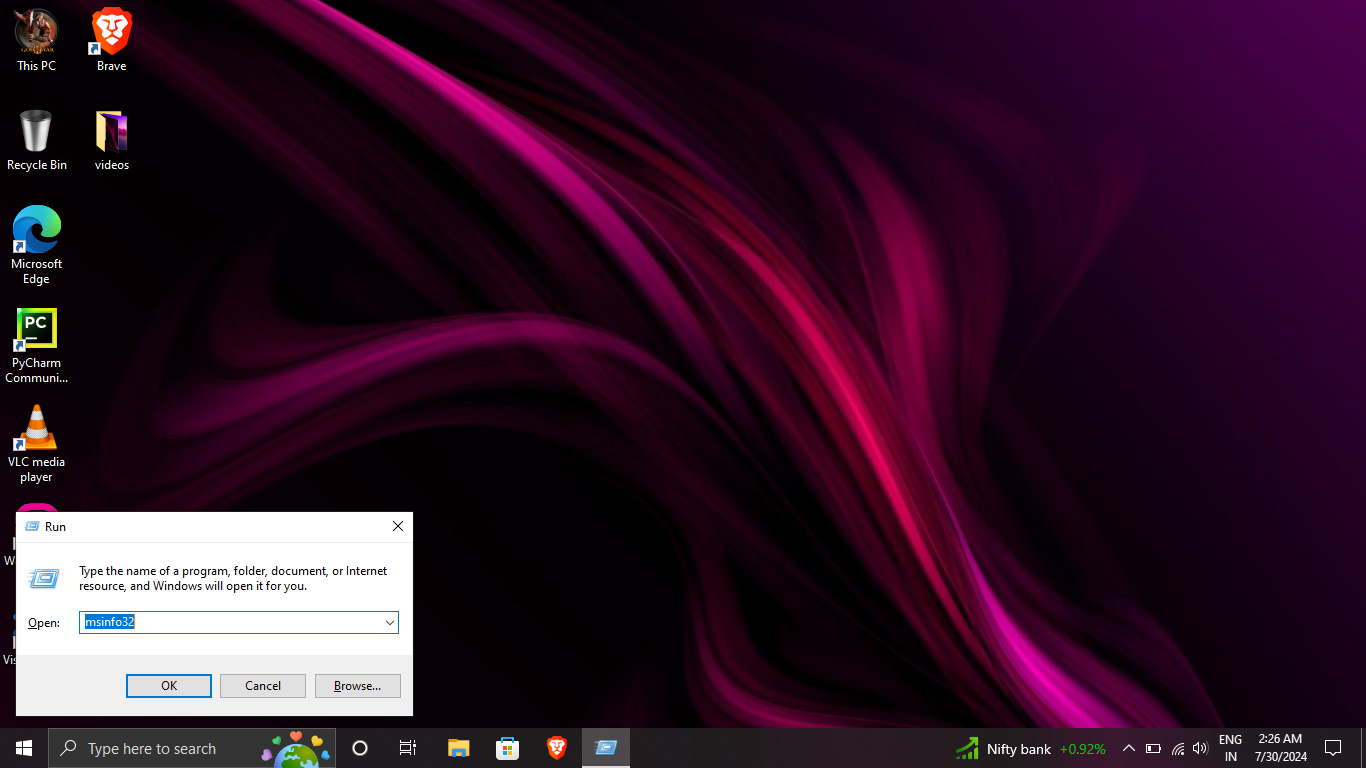 This PC
Brave
Recycle Bin
videos
Microsoft
Edge
PC
PyCharm
Communi...
VLC media
player
W
Vis
Run
Type the name of a program, folder, document, or Internet
resource, and Windows will open it for you.
Open:
msinfo32
OK
Cancel
Browse...
Type here to search
Nifty bank +0.92%
ENG
IN
2:26 AM
7/30/2024